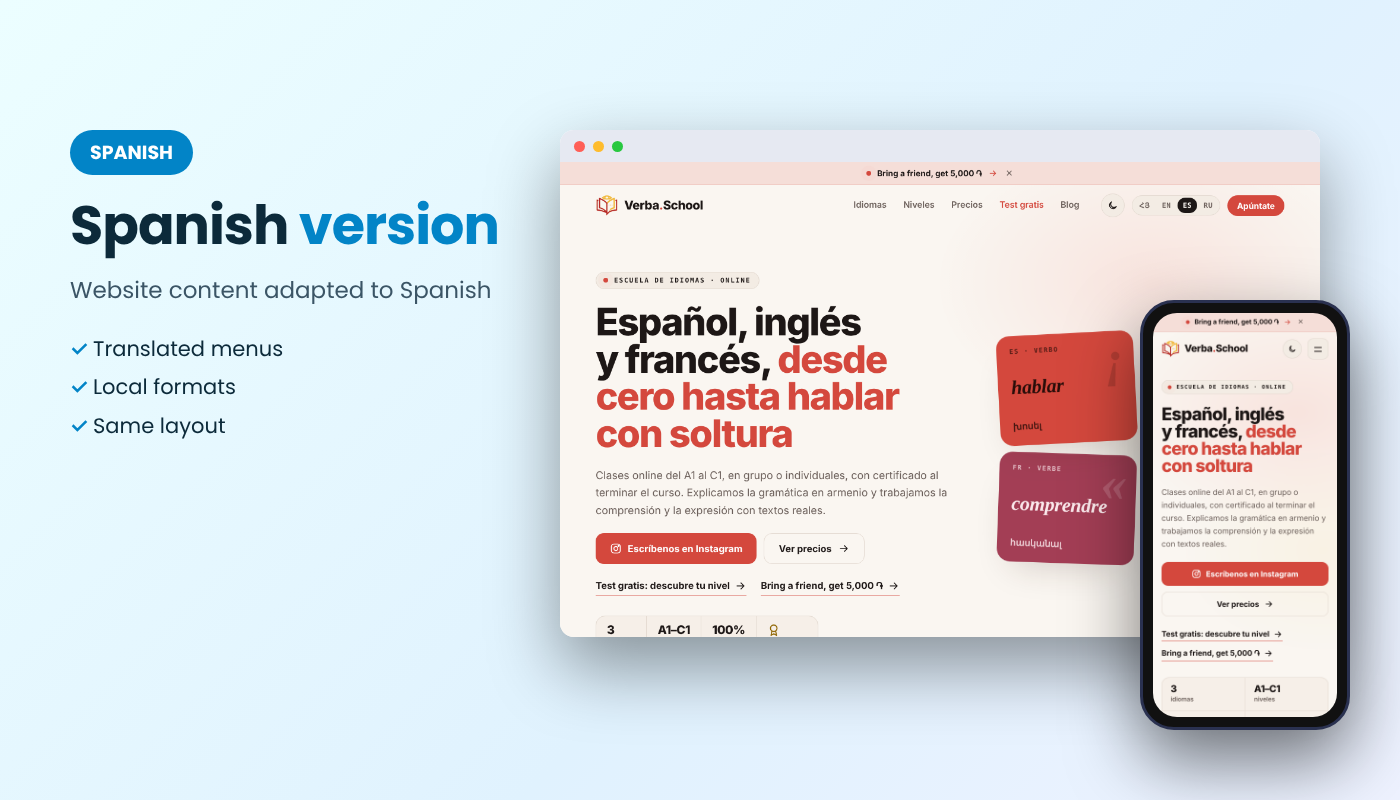 SPANISH
Spanish version
Website content adapted to Spanish
Translated menus
Local formats
Same layout
Bring a friend, get 5,000 ֏ → ✕
Verba.School
Idiomas Niveles Precios Test gratis Blog
ՀՅ EN ES RU
Apúntate
ESCUELA DE IDIOMAS · ONLINE
Español, inglés
y francés, desde
cero hasta hablar
con soltura
Clases online del A1 al C1, en grupo o individuales, con certificado al
terminar el curso. Explicamos la gramática en armenio y trabajamos la
comprensión y la expresión con textos reales.
Escríbenos en Instagram
Ver precios →
Test gratis: descubre tu nivel →
Bring a friend, get 5,000 ֏ →
3 A1–C1 100%
ES · VERBO
¡
hablar
խոսել
FR · VERBE
«
comprendre
հասկանալ
Bring a friend, get 5,000 ֏ → ✕
Verba.School
ESCUELA DE IDIOMAS · ONLINE
Español, inglés
y francés, desde
cero hasta hablar
con soltura
Clases online del A1 al C1, en grupo o
individuales, con certificado al terminar el
curso. Explicamos la gramática en armenio y
trabajamos la comprensión y la expresión
con textos reales.
Escríbenos en Instagram
Ver precios →
Test gratis: descubre tu nivel →
Bring a friend, get 5,000 ֏ →
3 A1–C1
idiomas niveles